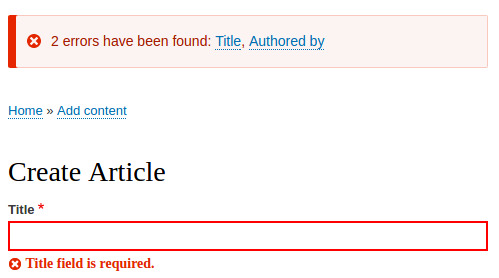 2 errors have been found: Title, Authored by
Home » Add content
Create Article
Title *
Title field is required.